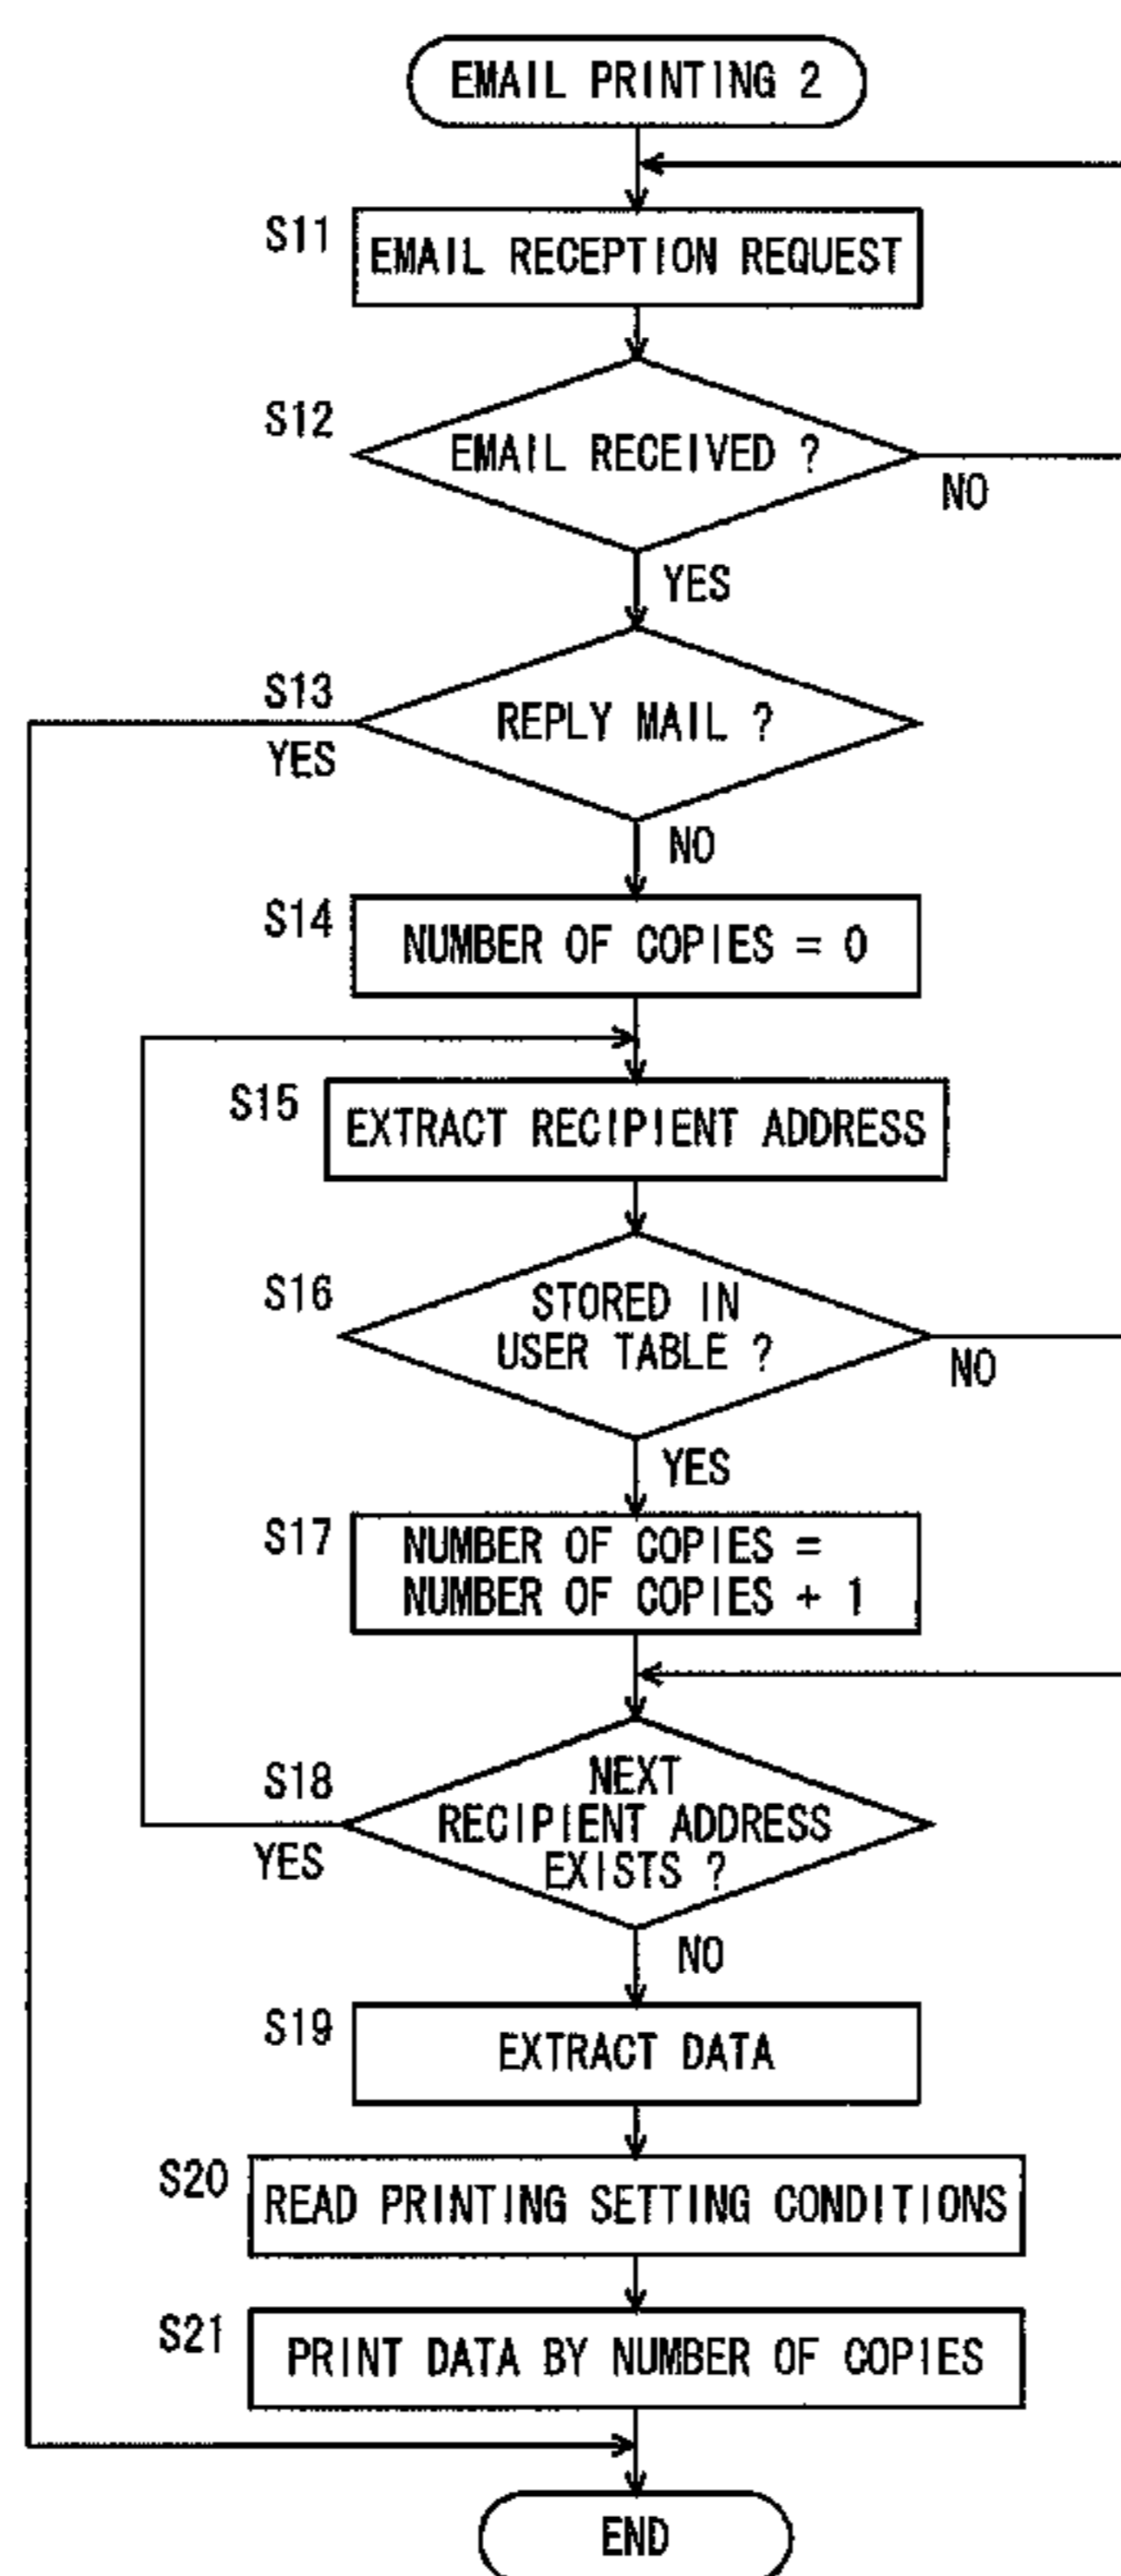 EMAIL PRINTING 2
S11
EMAIL RECEPTION REQUEST
S12
EMAIL RECEIVED ?
NO
YES
S13
REPLY MAIL ?
YES
NO
S14
NUMBER OF COPIES = 0
S15
EXTRACT RECIPIENT ADDRESS
S16
STORED IN
USER TABLE ?
NO
YES
S17
NUMBER OF COPIES =
NUMBER OF COPIES + 1
S18
NEXT
RECIPIENT ADDRESS
EXISTS ?
YES
NO
S19
EXTRACT DATA
S20
READ PRINTING SETTING CONDITIONS
S21
PRINT DATA BY NUMBER OF COPIES
END